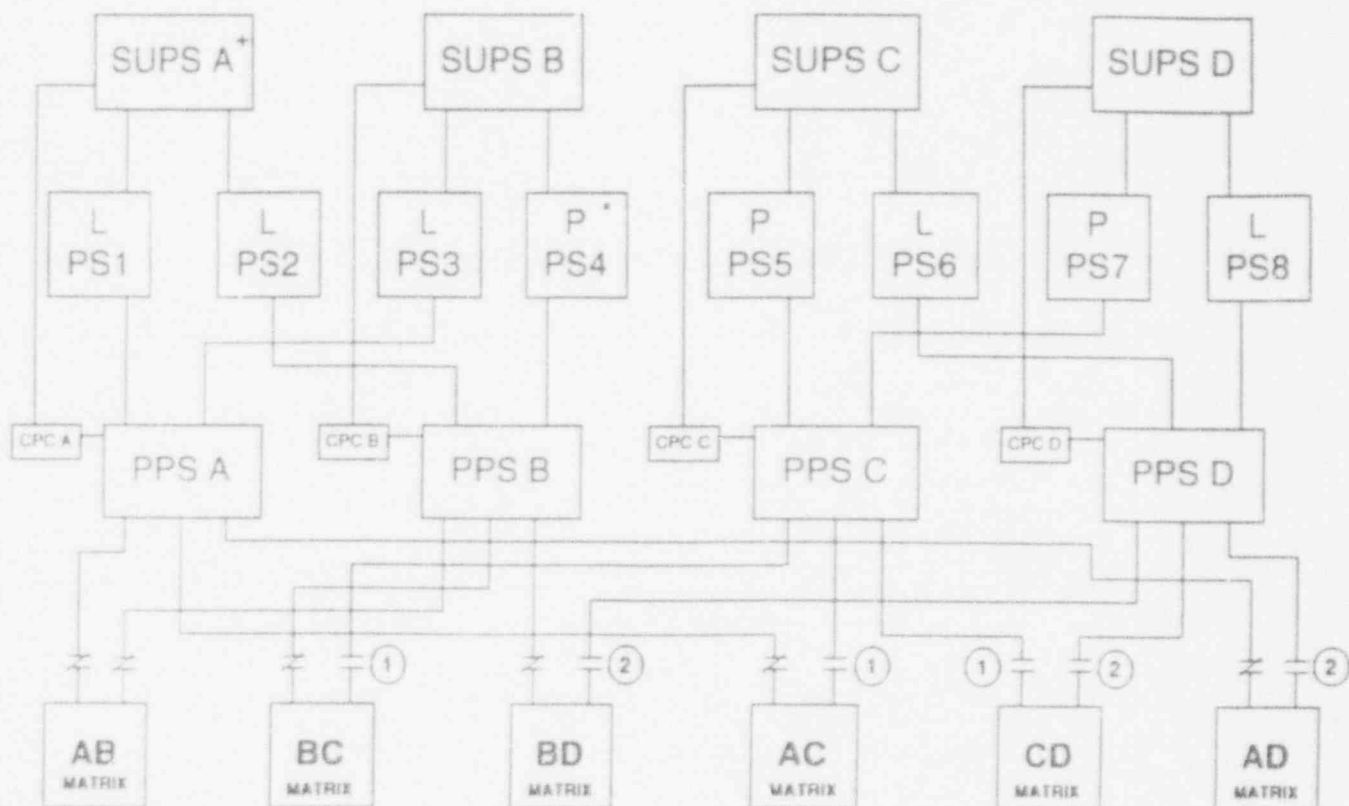 SUPS A +
SUPS B
SUPS C
SUPS D
L
PS1
L
PS2
L
PS3
P *
PS4
P
PS5
L
PS6
P
PS7
L
PS8
CPC A
PPS A
CPC B
PPS B
CPC C
PPS C
CPC D
PPS D
1
2
1
1
2
2
AB
MATRIX
BC
MATRIX
BD
MATRIX
AC
MATRIX
CD
MATRIX
AD
MATRIX